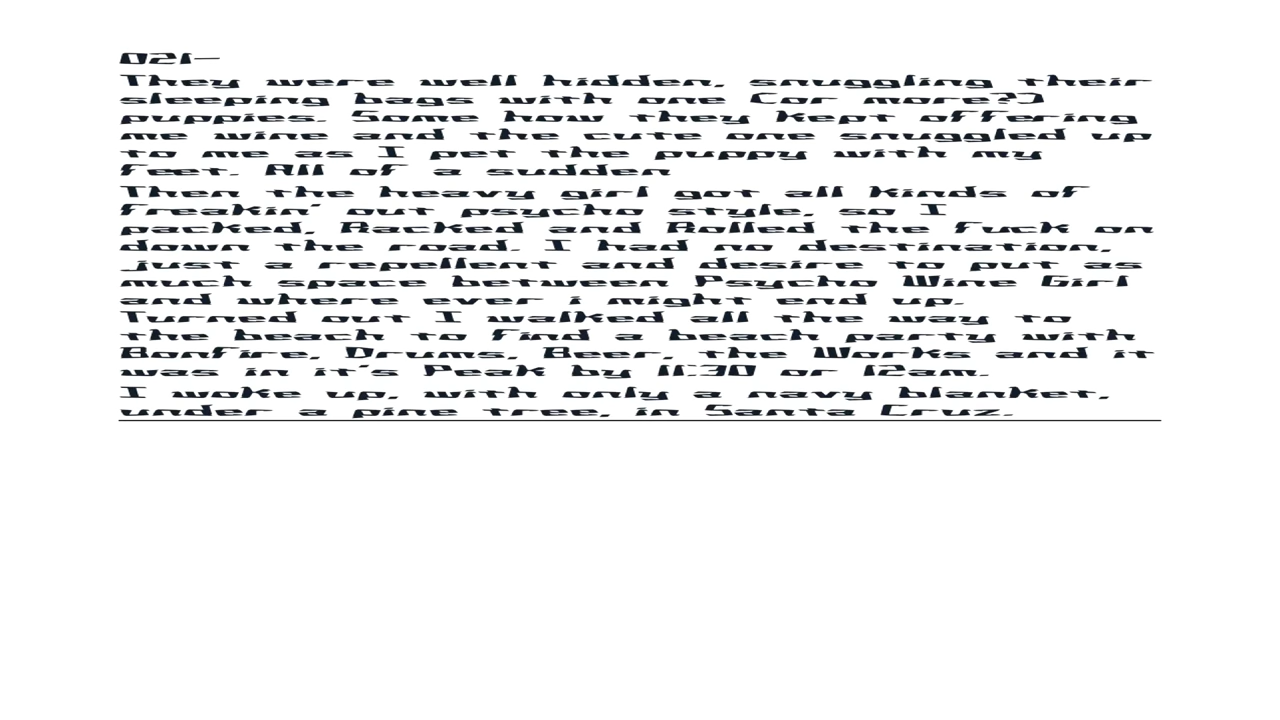 021—
They were well hidden, snuggling their
sleeping bags with one (or more?)
puppies. Some how they kept offering
me wine and the cute one snuggled up
to me as I pet the puppy with my
feet. All of a sudden
Then the heavy girl got all kinds of
freakin' out psycho style, so I
packed, Racked and Rolled the fuck on
down the road. I had no destination,
just a repellent and desire to put as
much space between Psycho Wine Girl
and where ever i might end up.
Turned out I walked all the way to
the beach to find a beach party with
Bonfire, Drums, Beer, the Works and it
was in it's Peak by 11:30 or 12am.
I woke up, with only a navy blanket,
under a pine tree, in Santa Cruz.